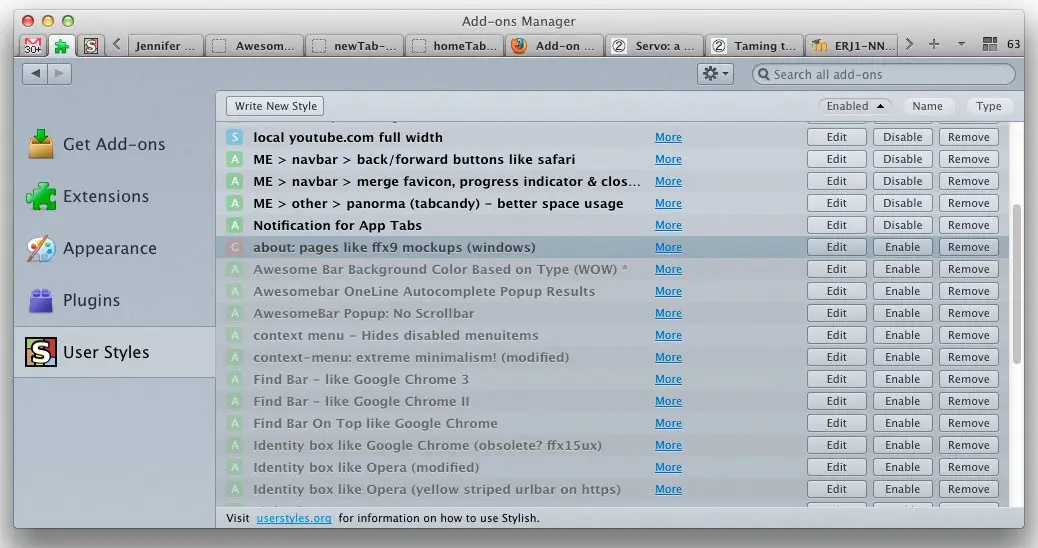 Add-ons Manager
30+ S Jennifer ... Awesom... newTab-... homeTab... Add-on ... ② Servo: a ... ② Taming t... ERJ1-NN... 63
Search all add-ons
Write New Style Enabled Name Type
Get Add-ons
Extensions
Appearance
Plugins
S User Styles
S local youtube.com full width More Edit Disable Remove
A ME > navbar > back/forward buttons like safari More Edit Disable Remove
A ME > navbar > merge favicon, progress indicator & clos... More Edit Disable Remove
A ME > other > panorma (tabcandy) - better space usage More Edit Disable Remove
A Notification for App Tabs More Edit Disable Remove
C about: pages like ffx9 mockups (windows) More Edit Enable Remove
A Awesome Bar Background Color Based on Type (WOW) * More Edit Enable Remove
A Awesomebar OneLine Autocomplete Popup Results More Edit Enable Remove
A AwesomeBar Popup: No Scrollbar More Edit Enable Remove
A context menu - Hides disabled menuitems More Edit Enable Remove
A context-menu: extreme minimalism! (modified) More Edit Enable Remove
A Find Bar - like Google Chrome 3 More Edit Enable Remove
A Find Bar - like Google Chrome II More Edit Enable Remove
A Find Bar On Top like Google Chrome More Edit Enable Remove
A Identity box like Google Chrome (obsolete? ffx15ux) More Edit Enable Remove
A Identity box like Opera (modified) More Edit Enable Remove
A Identity box like Opera (yellow striped urlbar on https) More Edit Enable Remove
Visit userstyles.org for information on how to use Stylish.